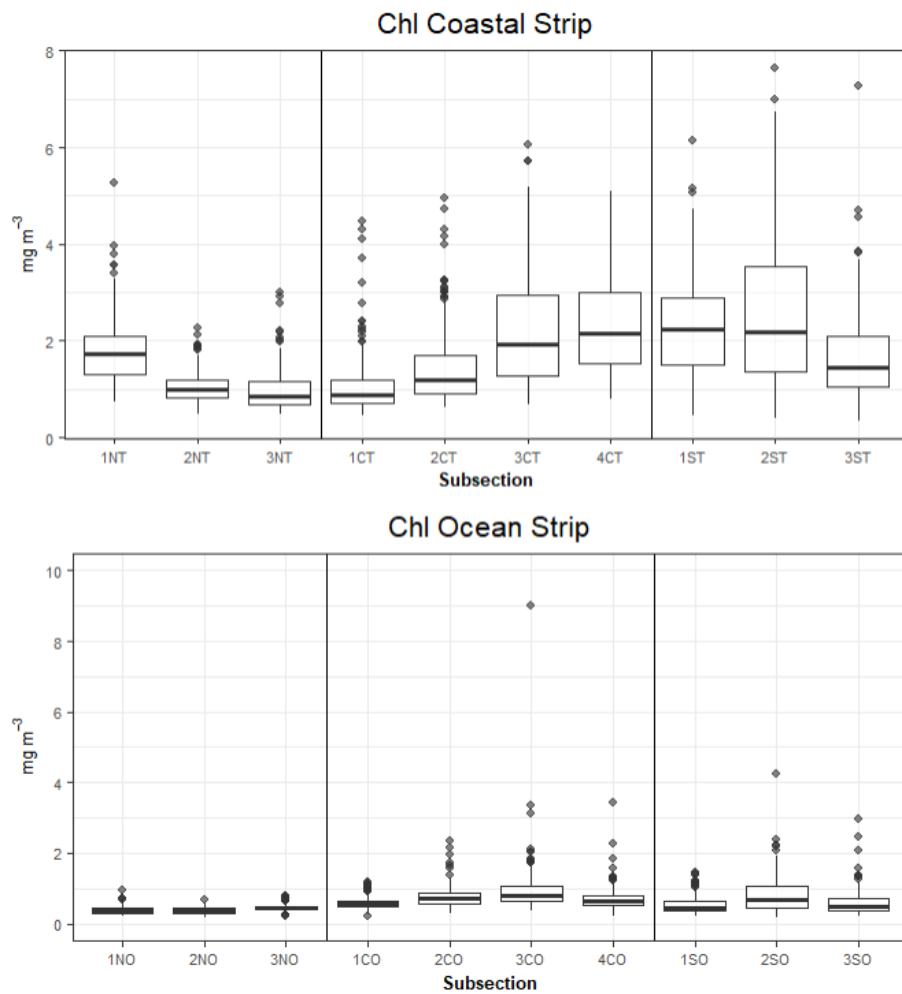 Chl Coastal Strip
8
6
4
2
0
mg m⁻³
1NT 2NT 3NT 1CT 2CT 3CT 4CT 1ST 2ST 3ST
Subsection
Chl Ocean Strip
10
8
6
4
2
0
mg m⁻³
1NO 2NO 3NO 1CO 2CO 3CO 4CO 1SO 2SO 3SO
Subsection